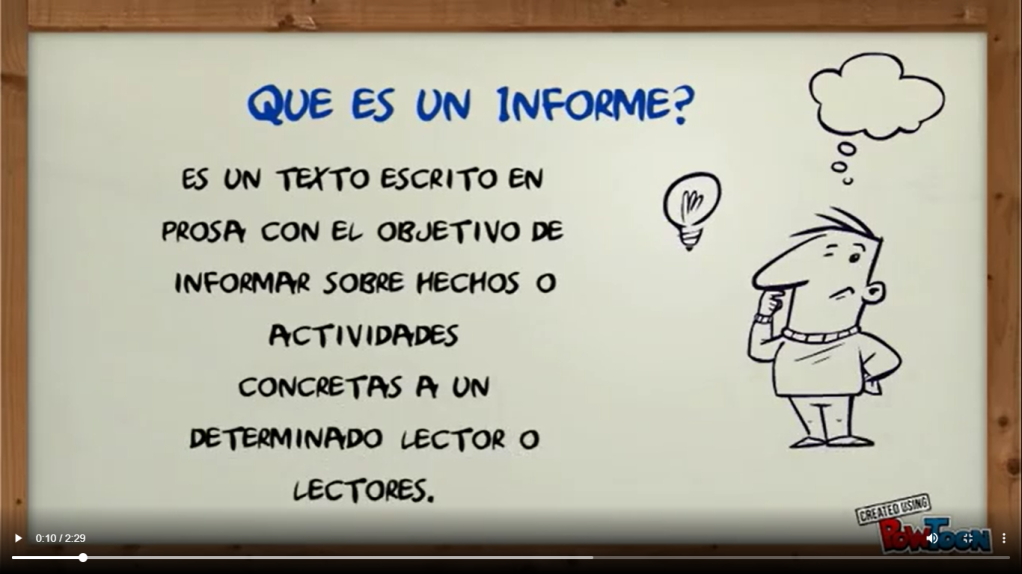 QUE ES UN INFORME?
ES UN TEXTO ESCRITO EN
PROSA CON EL OBJETIVO DE
INFORMAR SOBRE HECHOS O
ACTIVIDADES
CONCRETAS A UN
DETERMINADO LECTOR O
LECTORES.
CREATED USING
POWTOON
0:10 / 2:29